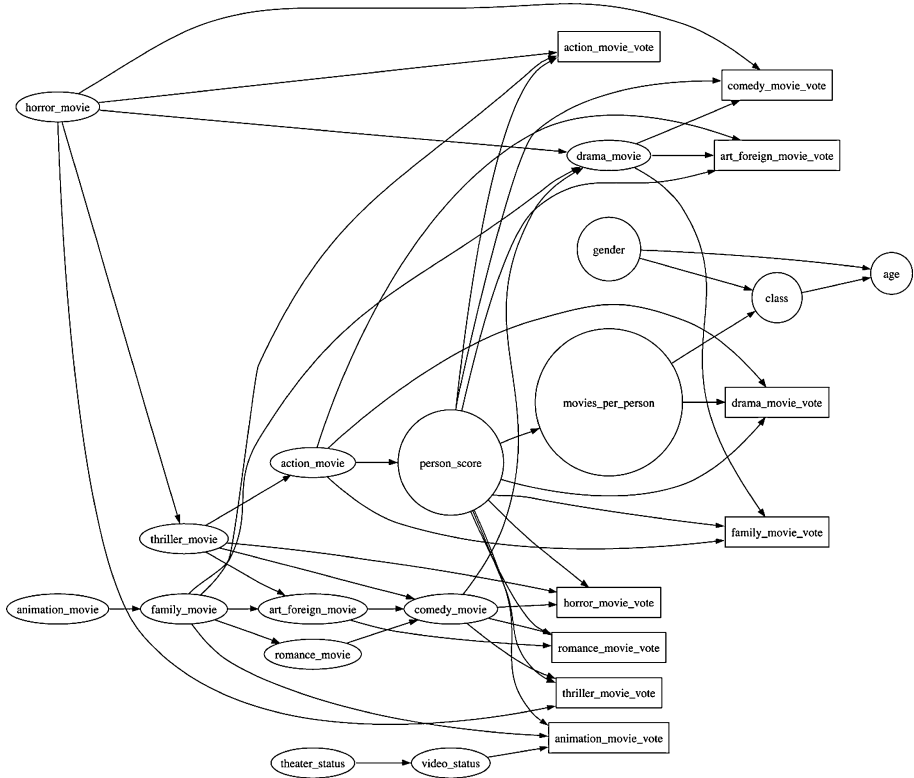 action_movie_vote
comedy_movie_vote
horror_movie
drama_movie
art_foreign_movie_vote
gender
age
class
movies_per_person
drama_movie_vote
action_movie
person_score
family_movie_vote
thriller_movie
horror_movie_vote
animation_movie
family_movie
art_foreign_movie
comedy_movie
romance_movie
romance_movie_vote
thriller_movie_vote
animation_movie_vote
theater_status
video_status